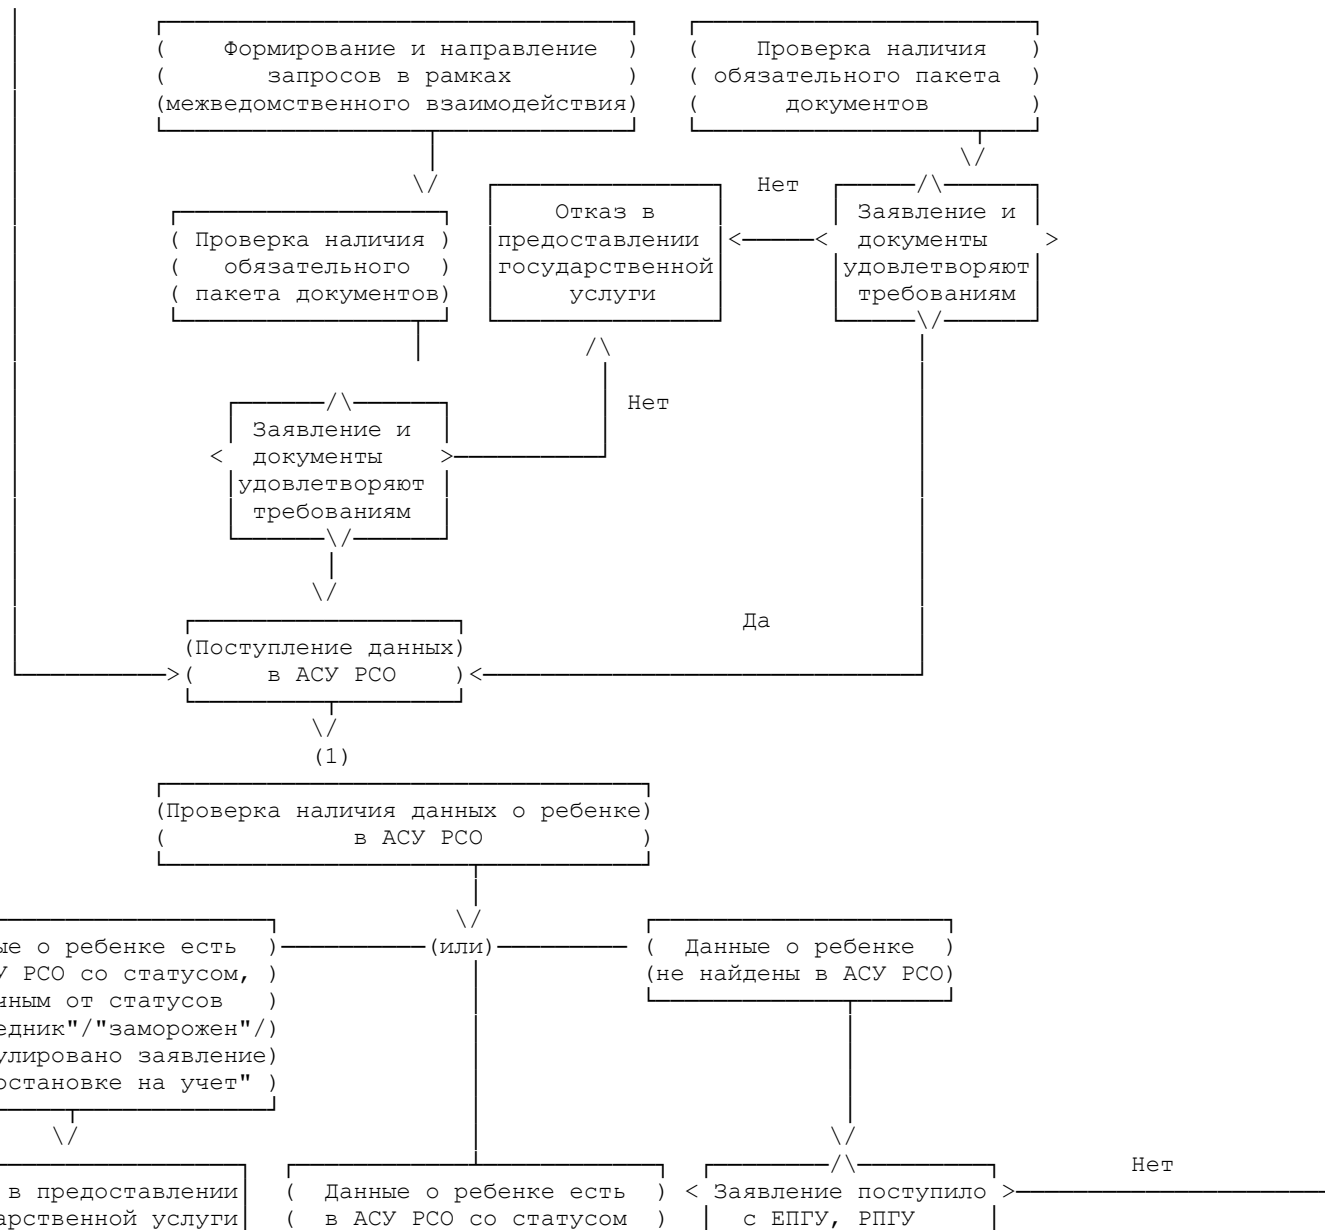 Формирование и направление
запросов в рамках
(межведомственного взаимодействия)
Проверка наличия
обязательного пакета
документов
Нет
Отказ в
предоставлении
государственной
услуги
Заявление и
документы
удовлетворяют
требованиям
Проверка наличия
обязательного
пакета документов)
Нет
Заявление и
документы
удовлетворяют
требованиям
Да
(Поступление данных)
в АСУ РСО
(1)
(Проверка наличия данных о ребенке)
в АСУ РСО
о ребенке есть
РСО со статусом,
от статусов
"/"заморожен"/)
заявление)
на учет"
(или)
Данные о ребенке
(не найдены в АСУ РСО)
в предоставлении
услуги
Данные о ребенке есть
в АСУ РСО со статусом
Нет
Заявление поступило
с ЕПГУ, РПГУ